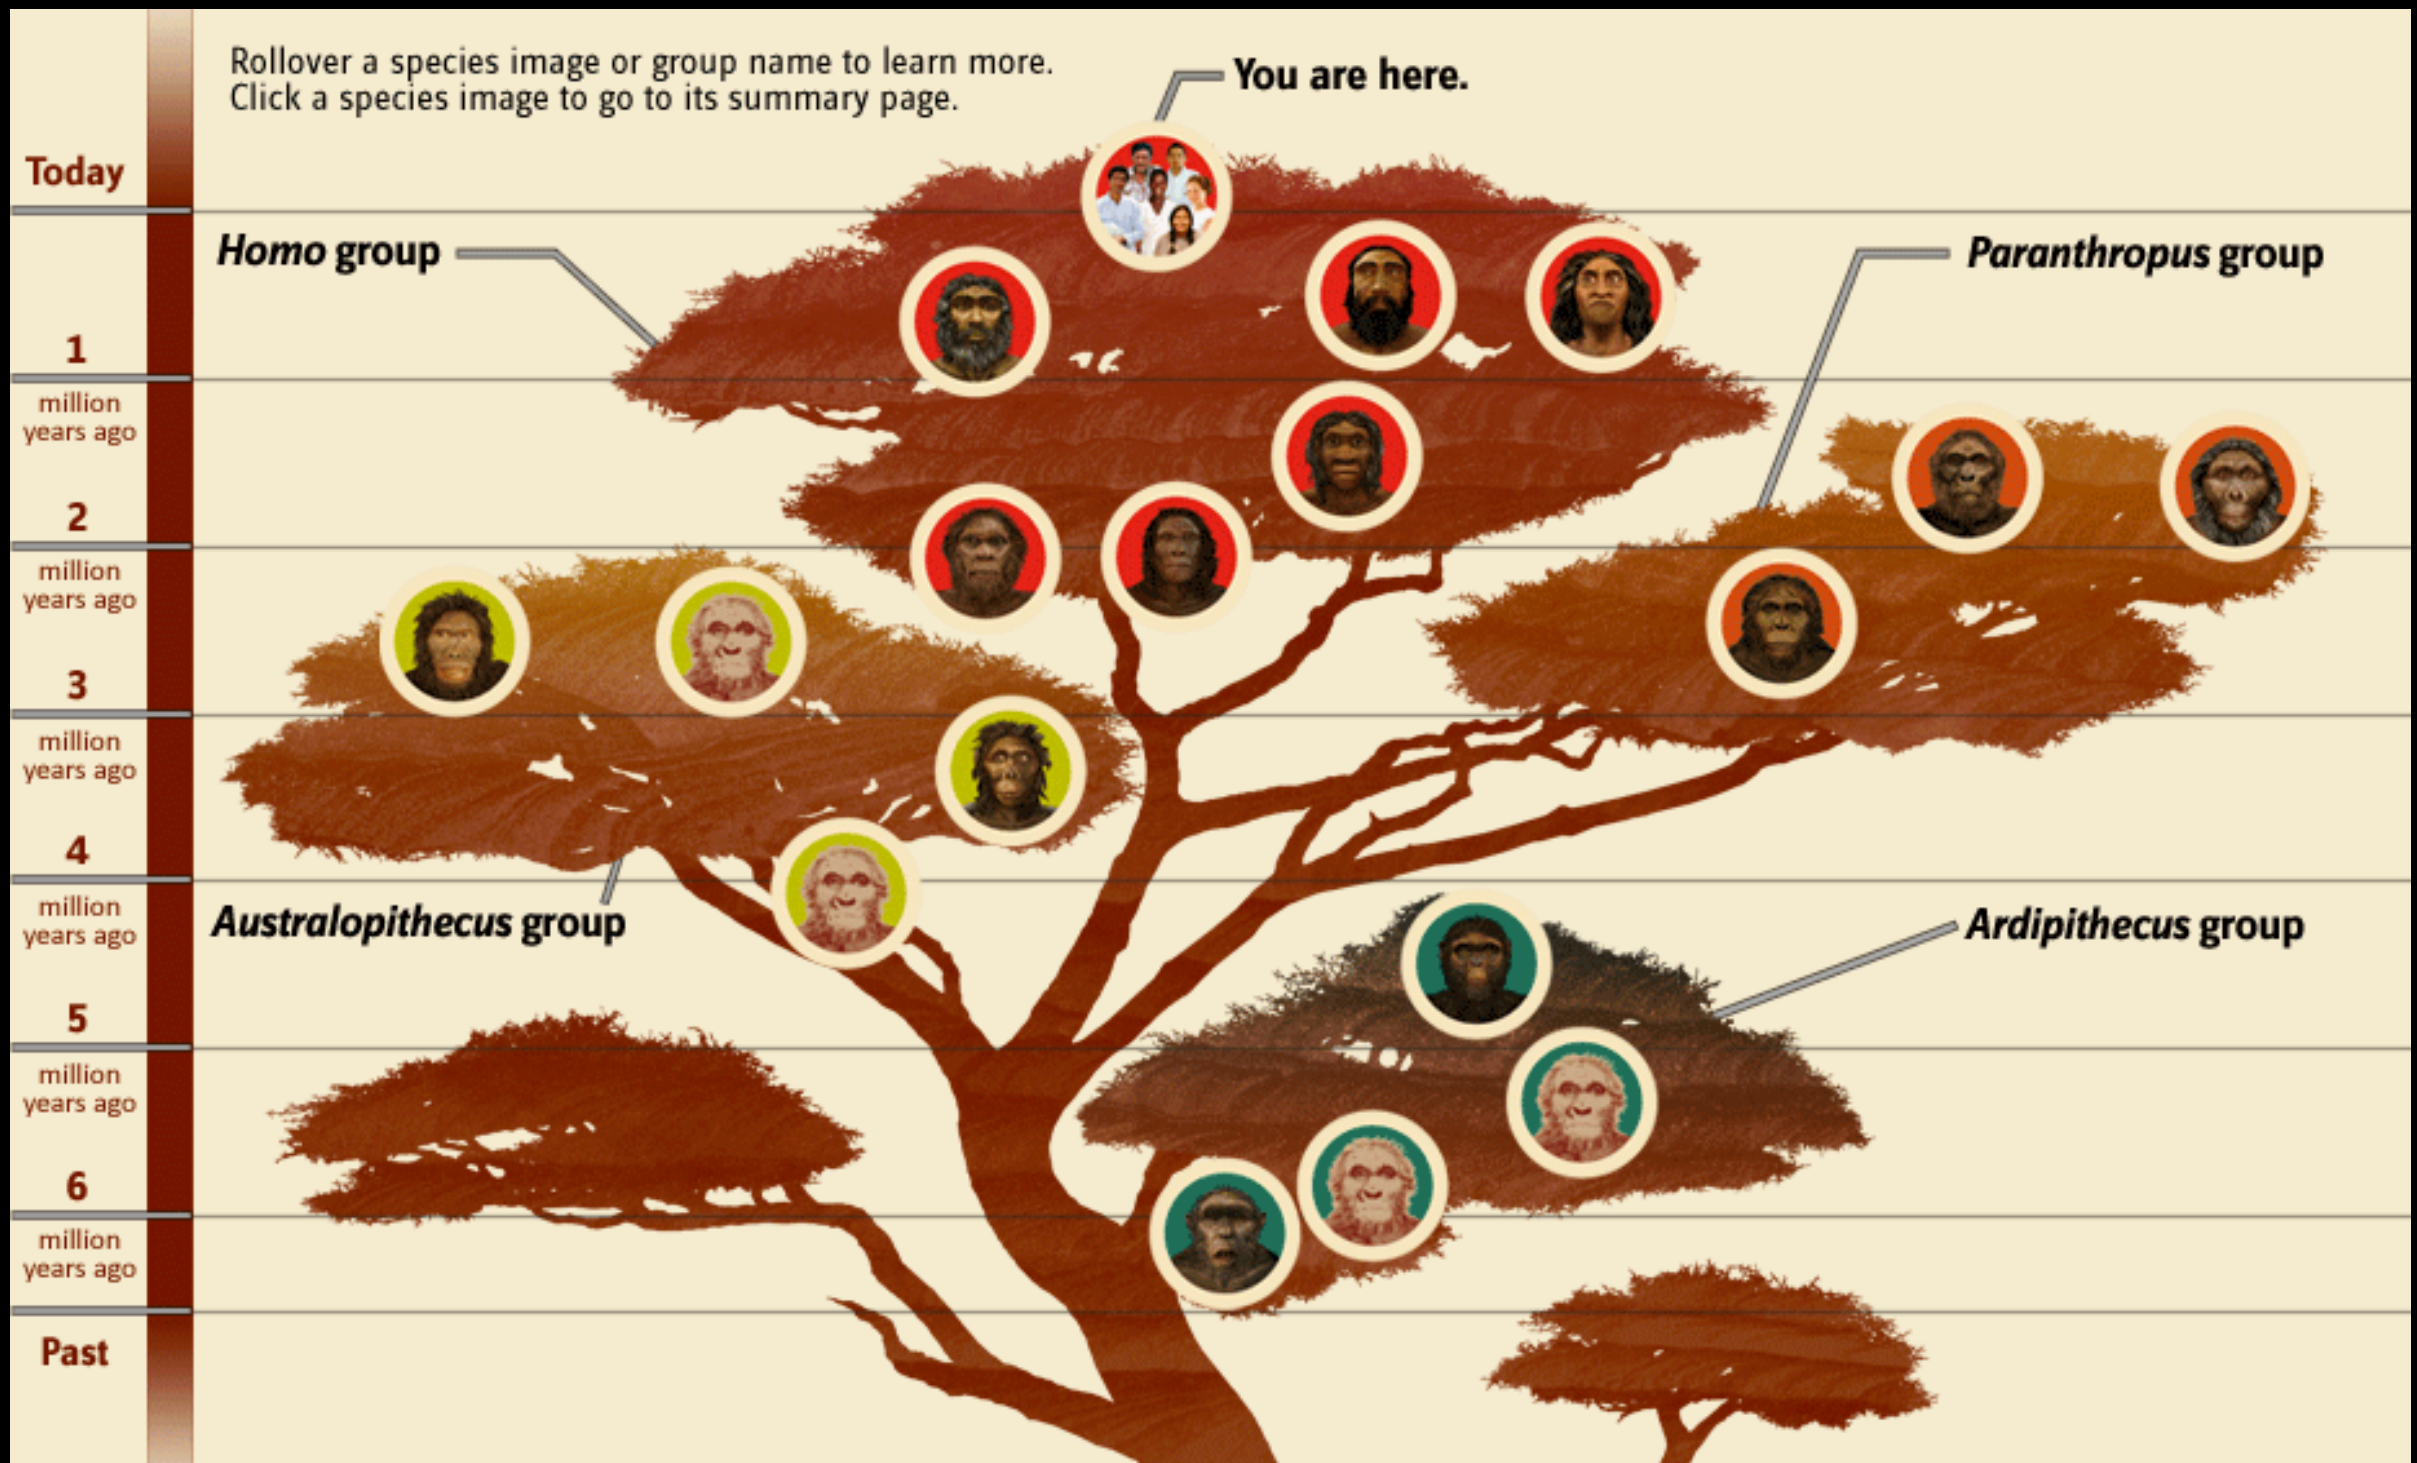 Rollover a species image or group name to learn more.
Click a species image to go to its summary page.
You are here.
Today
Homo group
Paranthropus group
1
million
years ago
2
million
years ago
3
million
years ago
4
million
years ago
Australopithecus group
Ardipithecus group
5
million
years ago
6
million
years ago
Past